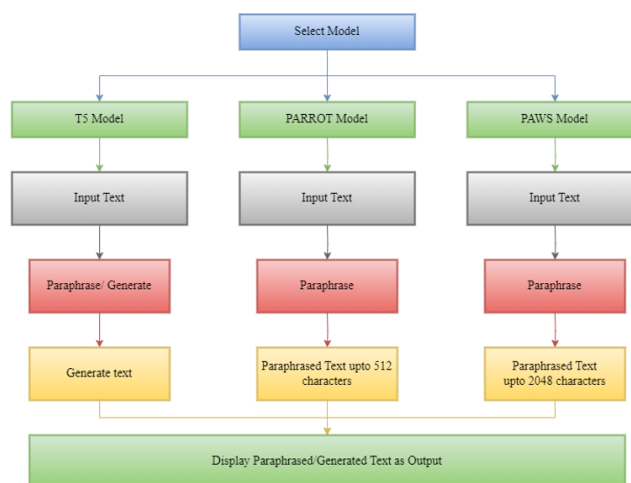 Select Model
T5 Model
PARROT Model
PAWS Model
Input Text
Input Text
Input Text
Paraphrase/ Generate
Paraphrase
Paraphrase
Generate text
Paraphrased Text upto 512
characters
Paraphrased Text
upto 2048 characters
Display Paraphrased/Generated Text as Output